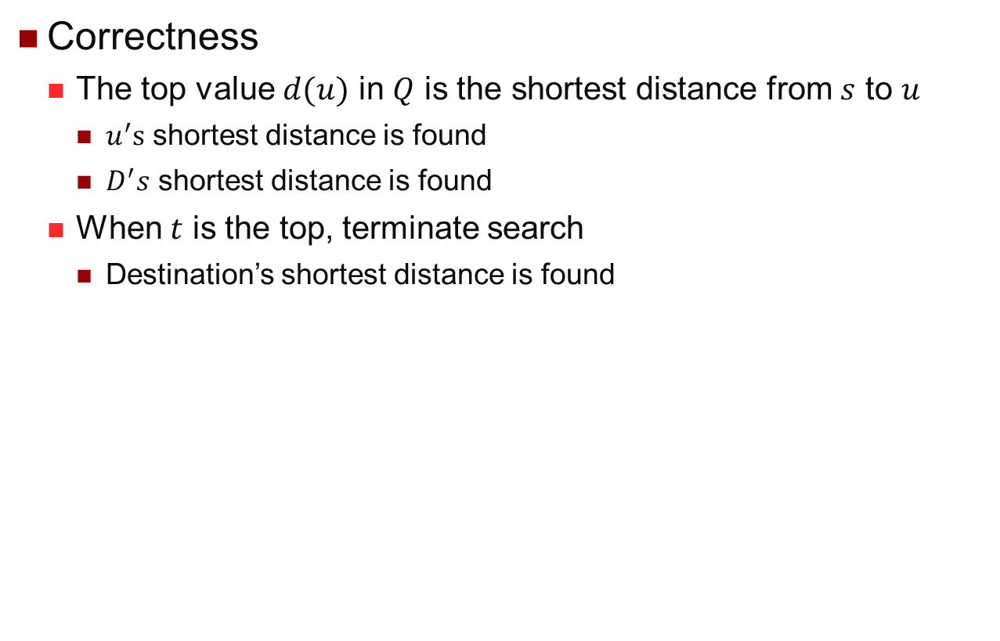 Correctness
The top value d(u) in Q is the shortest distance from s to u
u's shortest distance is found
D's shortest distance is found
When t is the top, terminate search
Destination’s shortest distance is found